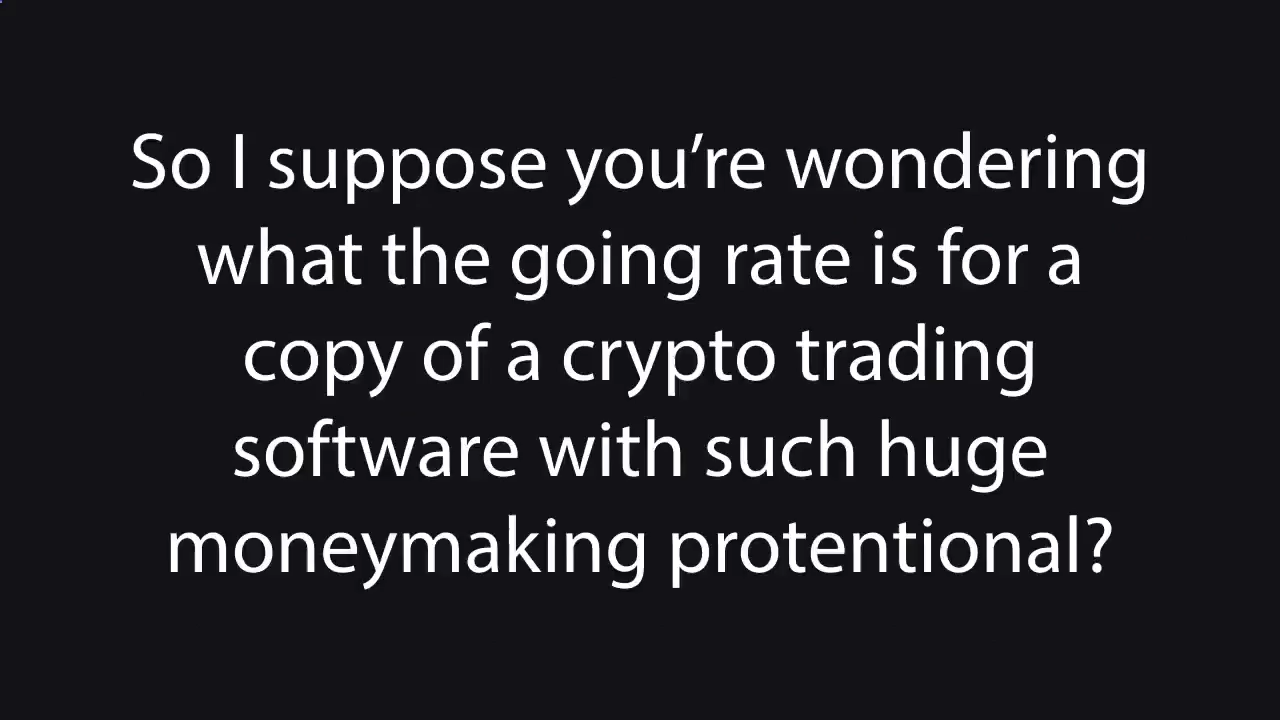 So I suppose you’re wondering
what the going rate is for a
copy of a crypto trading
software with such huge
moneymaking protentional?